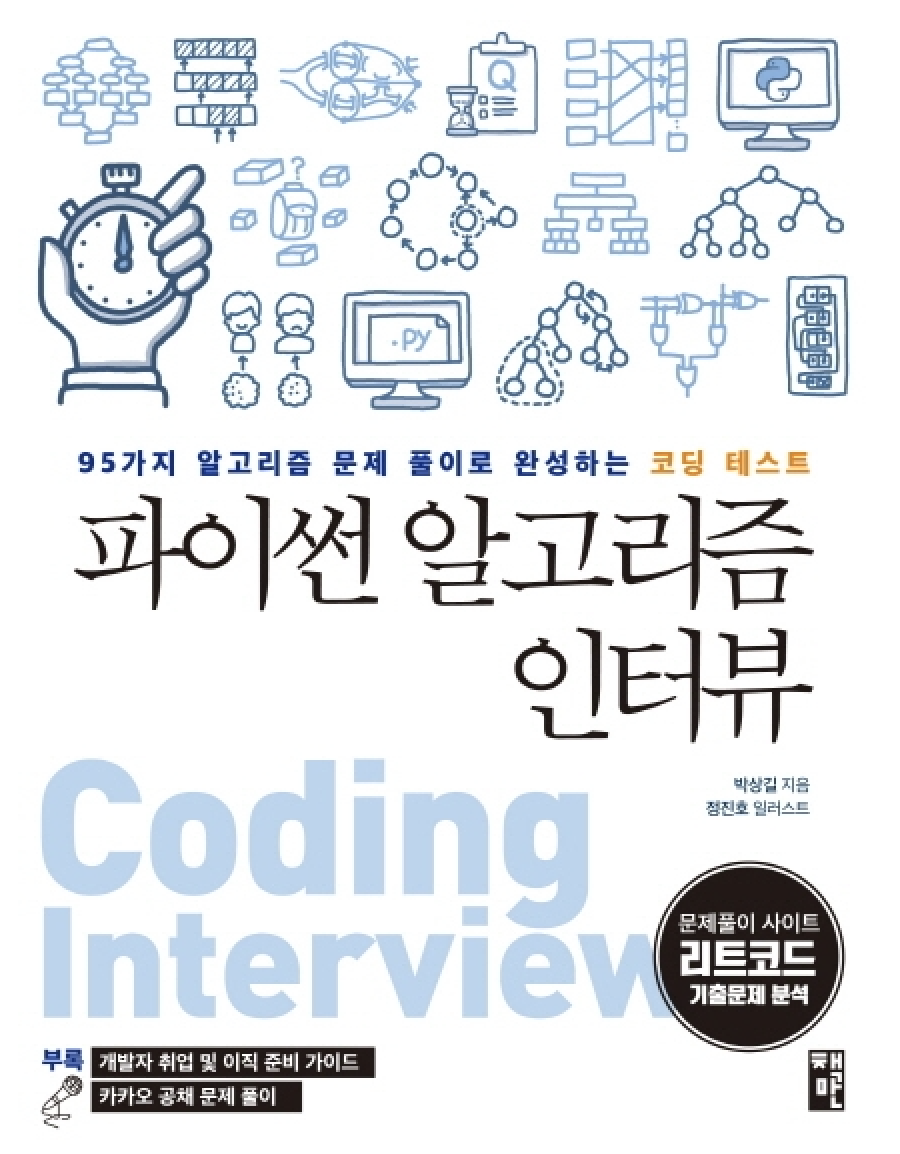 Q
?
.py
95가지 알고리즘 문제 풀이로 완성하는 코딩 테스트
파이썬 알고리즘
인터뷰
박상길 지음
정진호 일러스트
Coding
Interview
문제풀이 사이트
리트코드
기출문제 분석
부록 개발자 취업 및 이직 준비 가이드
카카오 공채 문제 풀이
책만